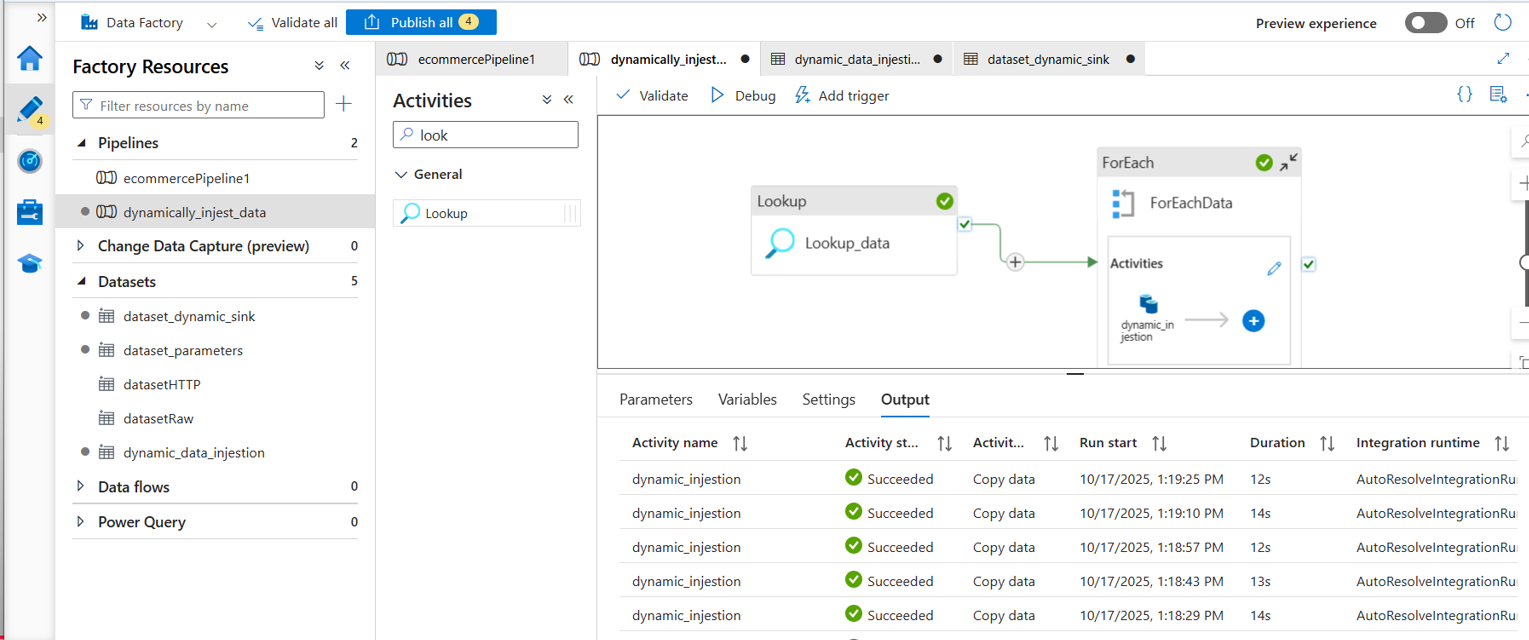 Data Factory
Validate all
Publish all 4
Preview experience Off
4
Factory Resources
Filter resources by name
Pipelines 2
ecommercePipeline1
dynamically_injest_data
Change Data Capture (preview) 0
Datasets 5
dataset_dynamic_sink
dataset_parameters
datasetHTTP
datasetRaw
dynamic_data_injestion
Data flows 0
Power Query 0
ecommercePipeline1
dynamically_injest...
dynamic_data_injesti...
dataset_dynamic_sink
Activities
look
General
Lookup
Validate
Debug
Add trigger
{}
Lookup
Lookup_data
ForEach
ForEachData
Activities
dynamic_in
jestion
Parameters Variables Settings Output
Activity name Activity st... Activit... Run start Duration Integration runtime
dynamic_injestion Succeeded Copy data 10/17/2025, 1:19:25 PM 12s AutoResolveIntegrationRu
dynamic_injestion Succeeded Copy data 10/17/2025, 1:19:10 PM 14s AutoResolveIntegrationRu
dynamic_injestion Succeeded Copy data 10/17/2025, 1:18:57 PM 12s AutoResolveIntegrationRu
dynamic_injestion Succeeded Copy data 10/17/2025, 1:18:43 PM 13s AutoResolveIntegrationRu
dynamic_injestion Succeeded Copy data 10/17/2025, 1:18:29 PM 14s AutoResolveIntegrationRu